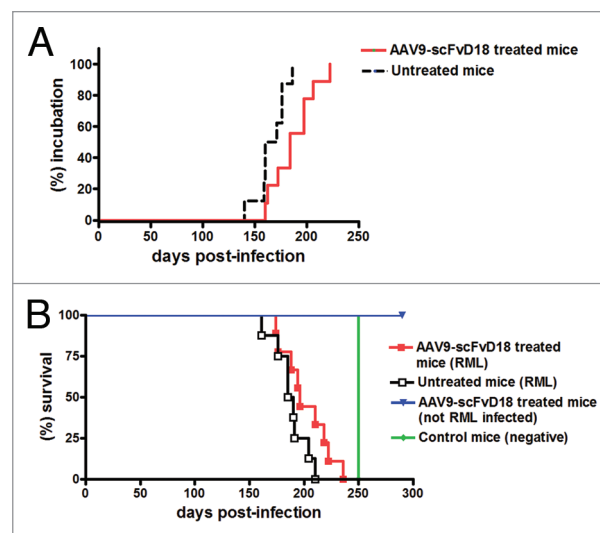 A
AAV9-scFvD18 treated mice
Untreated mice
(%) incubation
100
80
60
40
20
0
0 50 100 150 200 250
days post-infection
B
AAV9-scFvD18 treated
mice (RML)
Untreated mice (RML)
AAV9-scFvD18 treated mice
(not RML infected)
Control mice (negative)
(%) survival
100
75
50
25
0
0 50 100 150 200 250 300
days post-infection